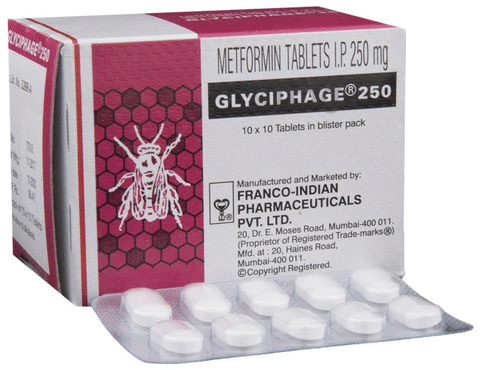 GLYCIPHAGE® 250
GLYCIPHAGE 250
METFORMIN TABLETS I.P. 250 mg
GLYCIPHAGE® 250
10 x 10 Tablets in blister pack
Manufactured and Marketed by:
FRANCO-INDIAN
PHARMACEUTICALS
PVT. LTD.
20, Dr. E. Moses Road, Mumbai-400 011.
(Proprietor of Registered Trade-marks®)
Mfd. at : 20, Haines Road,
Mumbai-400 011.
©Copyright Registered.